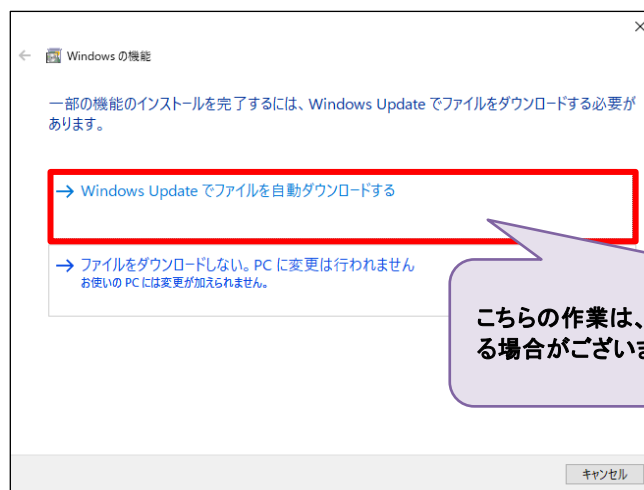 Windows の機能
一部の機能のインストールを完了するには、Windows Update でファイルをダウンロードする必要が
あります。
Windows Update でファイルを自動ダウンロードする
ファイルをダウンロードしない。PC に変更は行われません
お使いの PC には変更が加えられません。
こちらの作業は、
る場合がございま
キャンセル